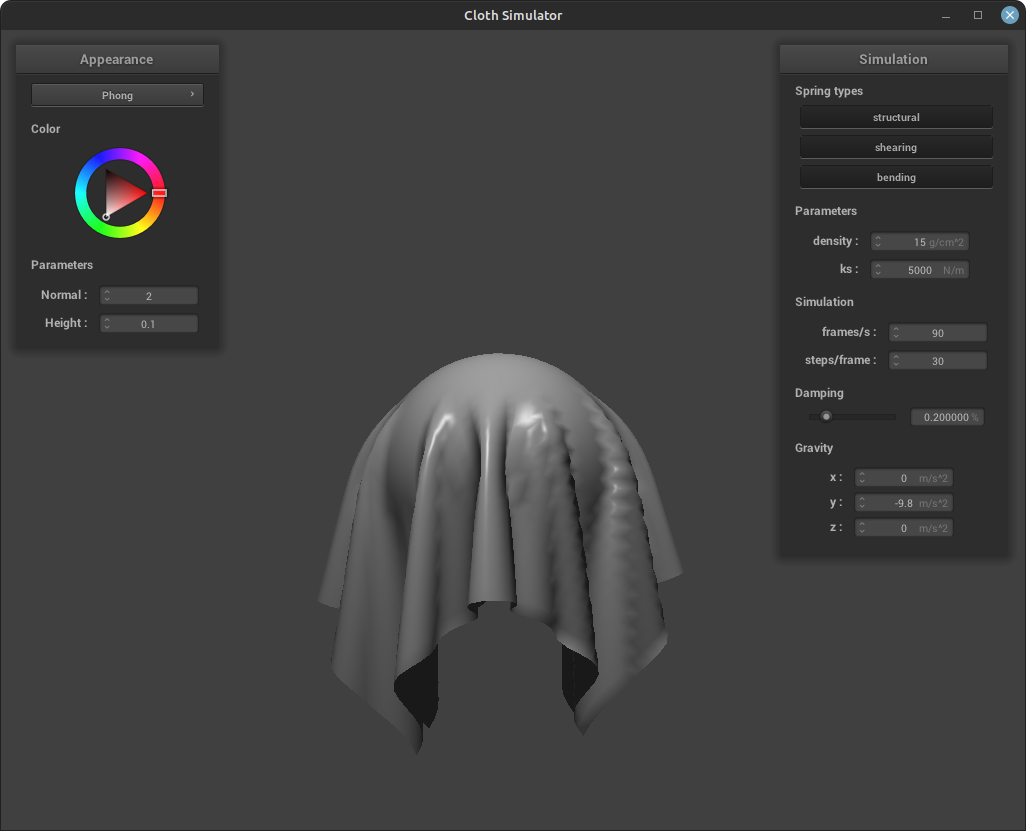 Cloth Simulator
Appearance
Phong
Color
Parameters
Normal : 2
Height : 0.1
Simulation
Spring types
structural
shearing
bending
Parameters
density : 15 g/cm^2
ks : 5000 N/m
Simulation
frames/s : 90
steps/frame : 30
Damping
0.200000 %
Gravity
x : 0 m/s^2
y : -9.8 m/s^2
z : 0 m/s^2